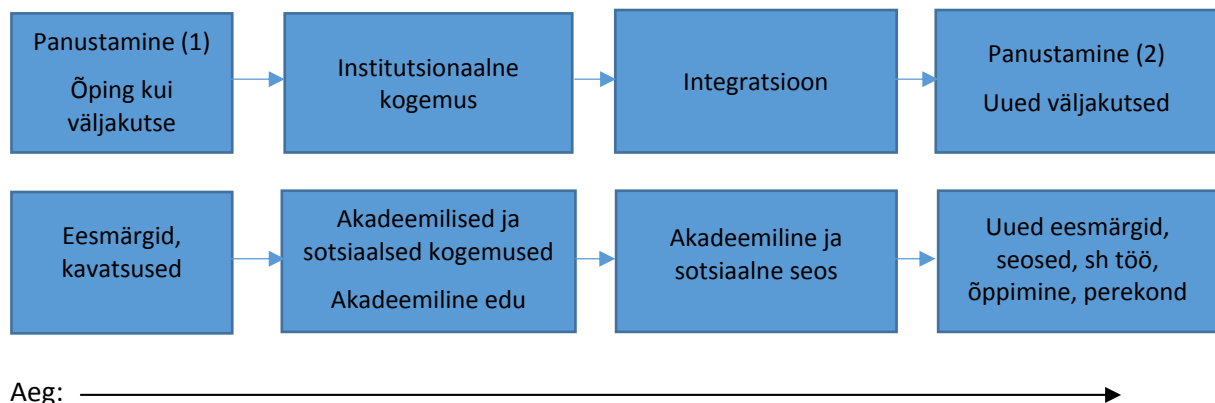 Panustamine (1)
Õping kui
väljakutse
Institutsionaalne
kogemus
Integratsioon
Panustamine (2)
Uued väljakutsed
Eesmärgid,
kavatsused
Akadeemilised ja
sotsiaalsed kogemused
Akadeemiline edu
Akadeemiline ja
sotsiaalne seos
Uued eesmärgid,
seosed, sh töö,
õppimine, perekond
Aeg: